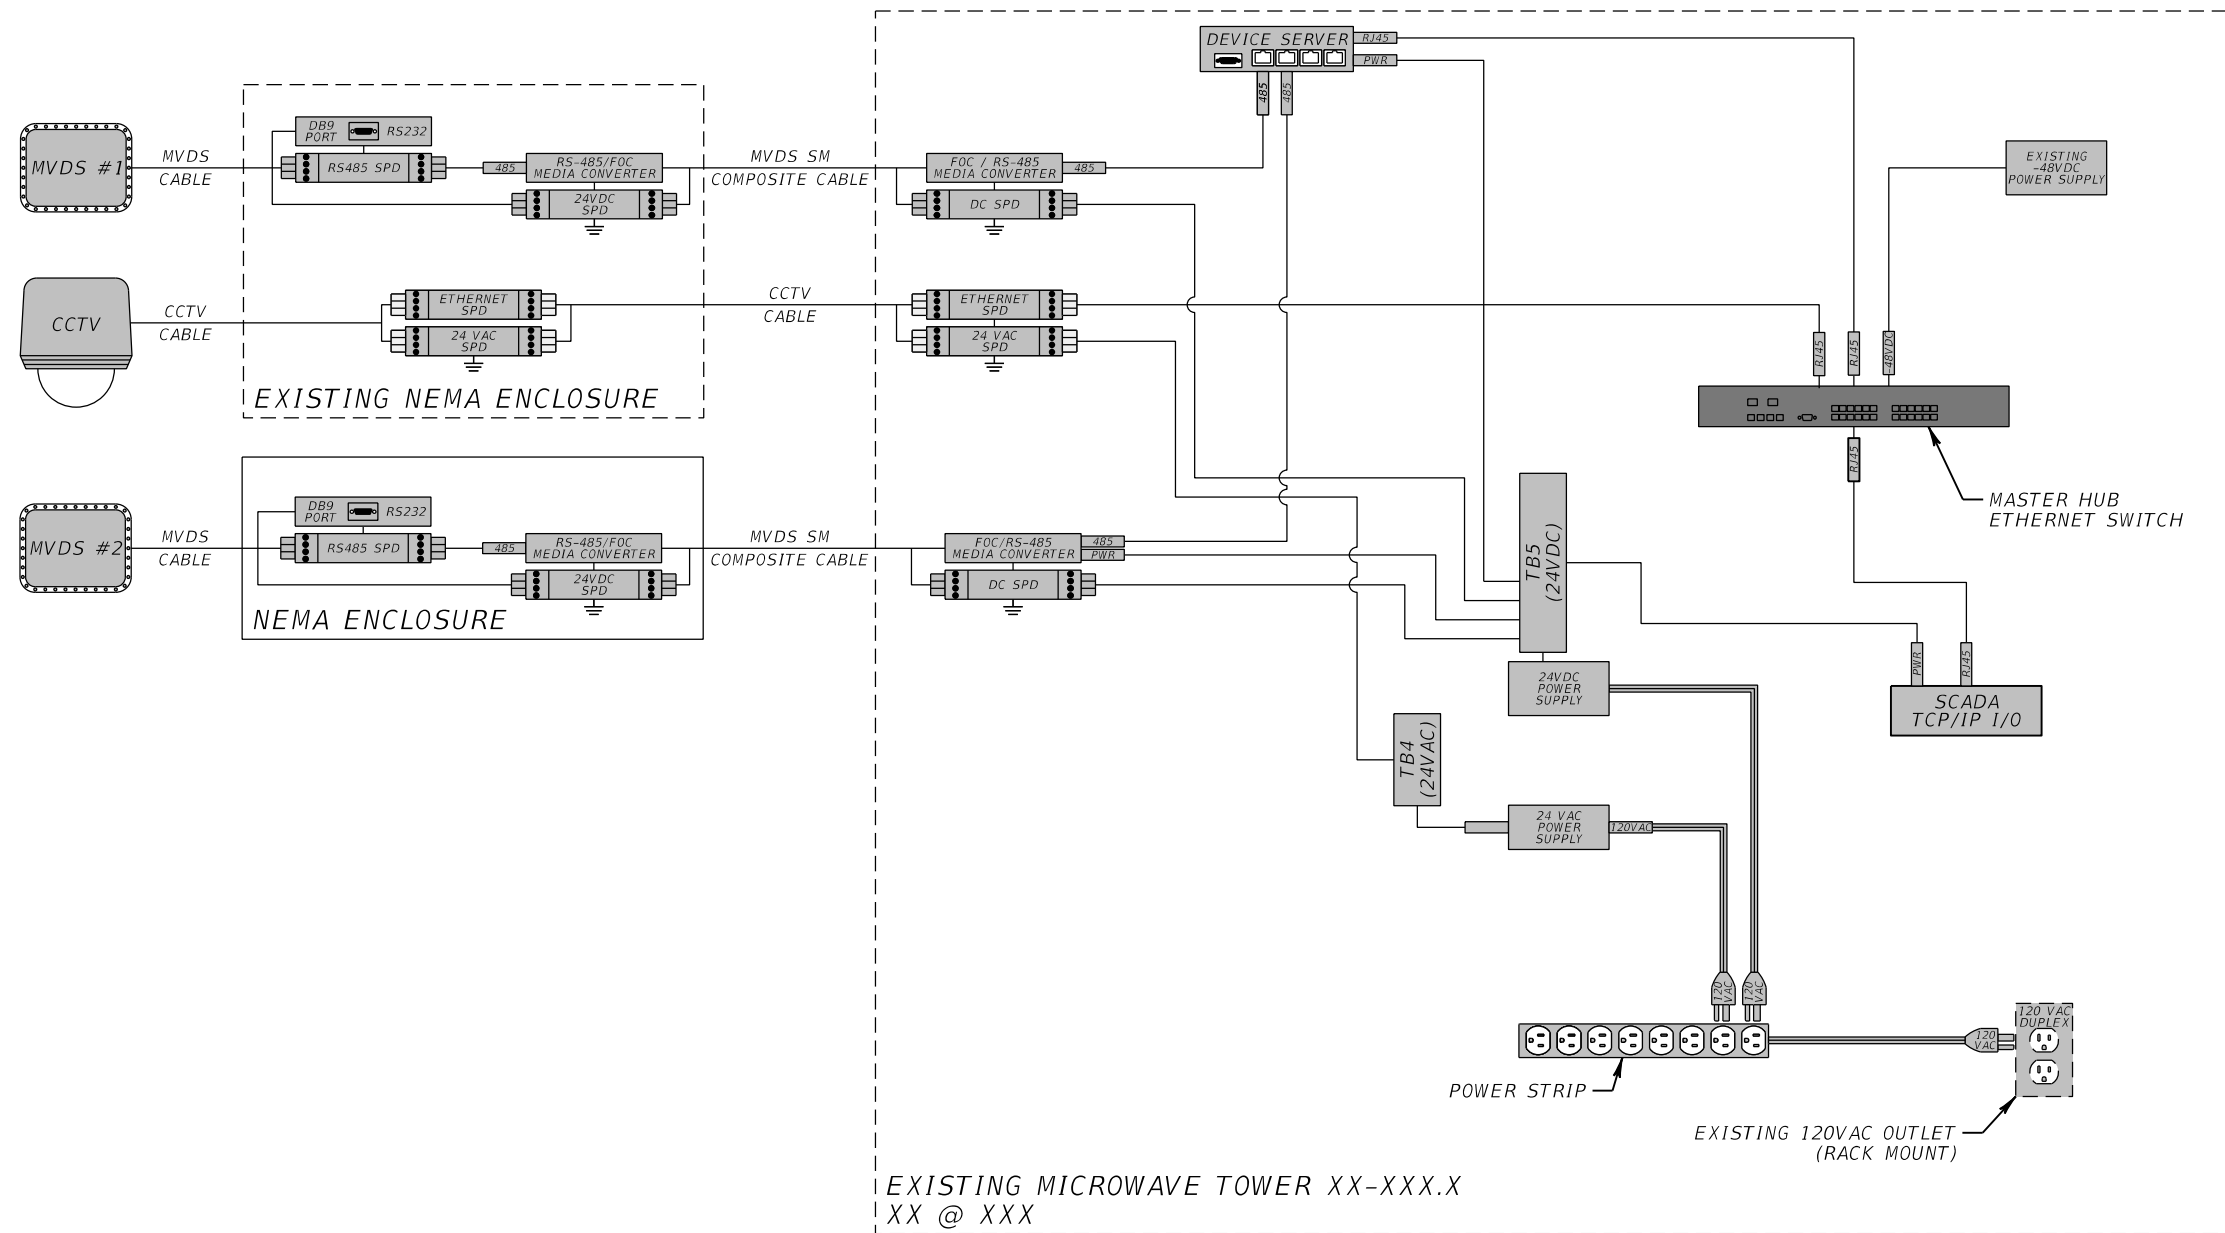 DEVICE SERVER
RJ45
PWR
485
485
MVDS #1
MVDS
CABLE
DB9
PORT
RS232
RS485 SPD
485
RS-485/FOC
MEDIA CONVERTER
24VDC
SPD
MVDS SM
COMPOSITE CABLE
FOC / RS-485
MEDIA CONVERTER
485
DC SPD
EXISTING
-48VDC
POWER SUPPLY
CCTV
CCTV
CABLE
ETHERNET
SPD
24 VAC
SPD
EXISTING NEMA ENCLOSURE
CCTV
CABLE
ETHERNET
SPD
24 VAC
SPD
RJ45
RJ45
-48VDC
RJ45
MASTER HUB
ETHERNET SWITCH
MVDS #2
MVDS
CABLE
DB9
PORT
RS232
RS485 SPD
485
RS-485/FOC
MEDIA CONVERTER
24VDC
SPD
NEMA ENCLOSURE
MVDS SM
COMPOSITE CABLE
FOC/RS-485
MEDIA CONVERTER
485
PWR
DC SPD
TB5
(24VDC)
24VDC
POWER
SUPPLY
PWR
RJ45
SCADA
TCP/IP I/O
TB4
(24VAC)
24 VAC
POWER
SUPPLY
120VAC
120
VAC
120
VAC
120
VAC
120 VAC
DUPLEX
POWER STRIP
EXISTING 120VAC OUTLET
(RACK MOUNT)
EXISTING MICROWAVE TOWER XX-XXX.X
XX @ XXX